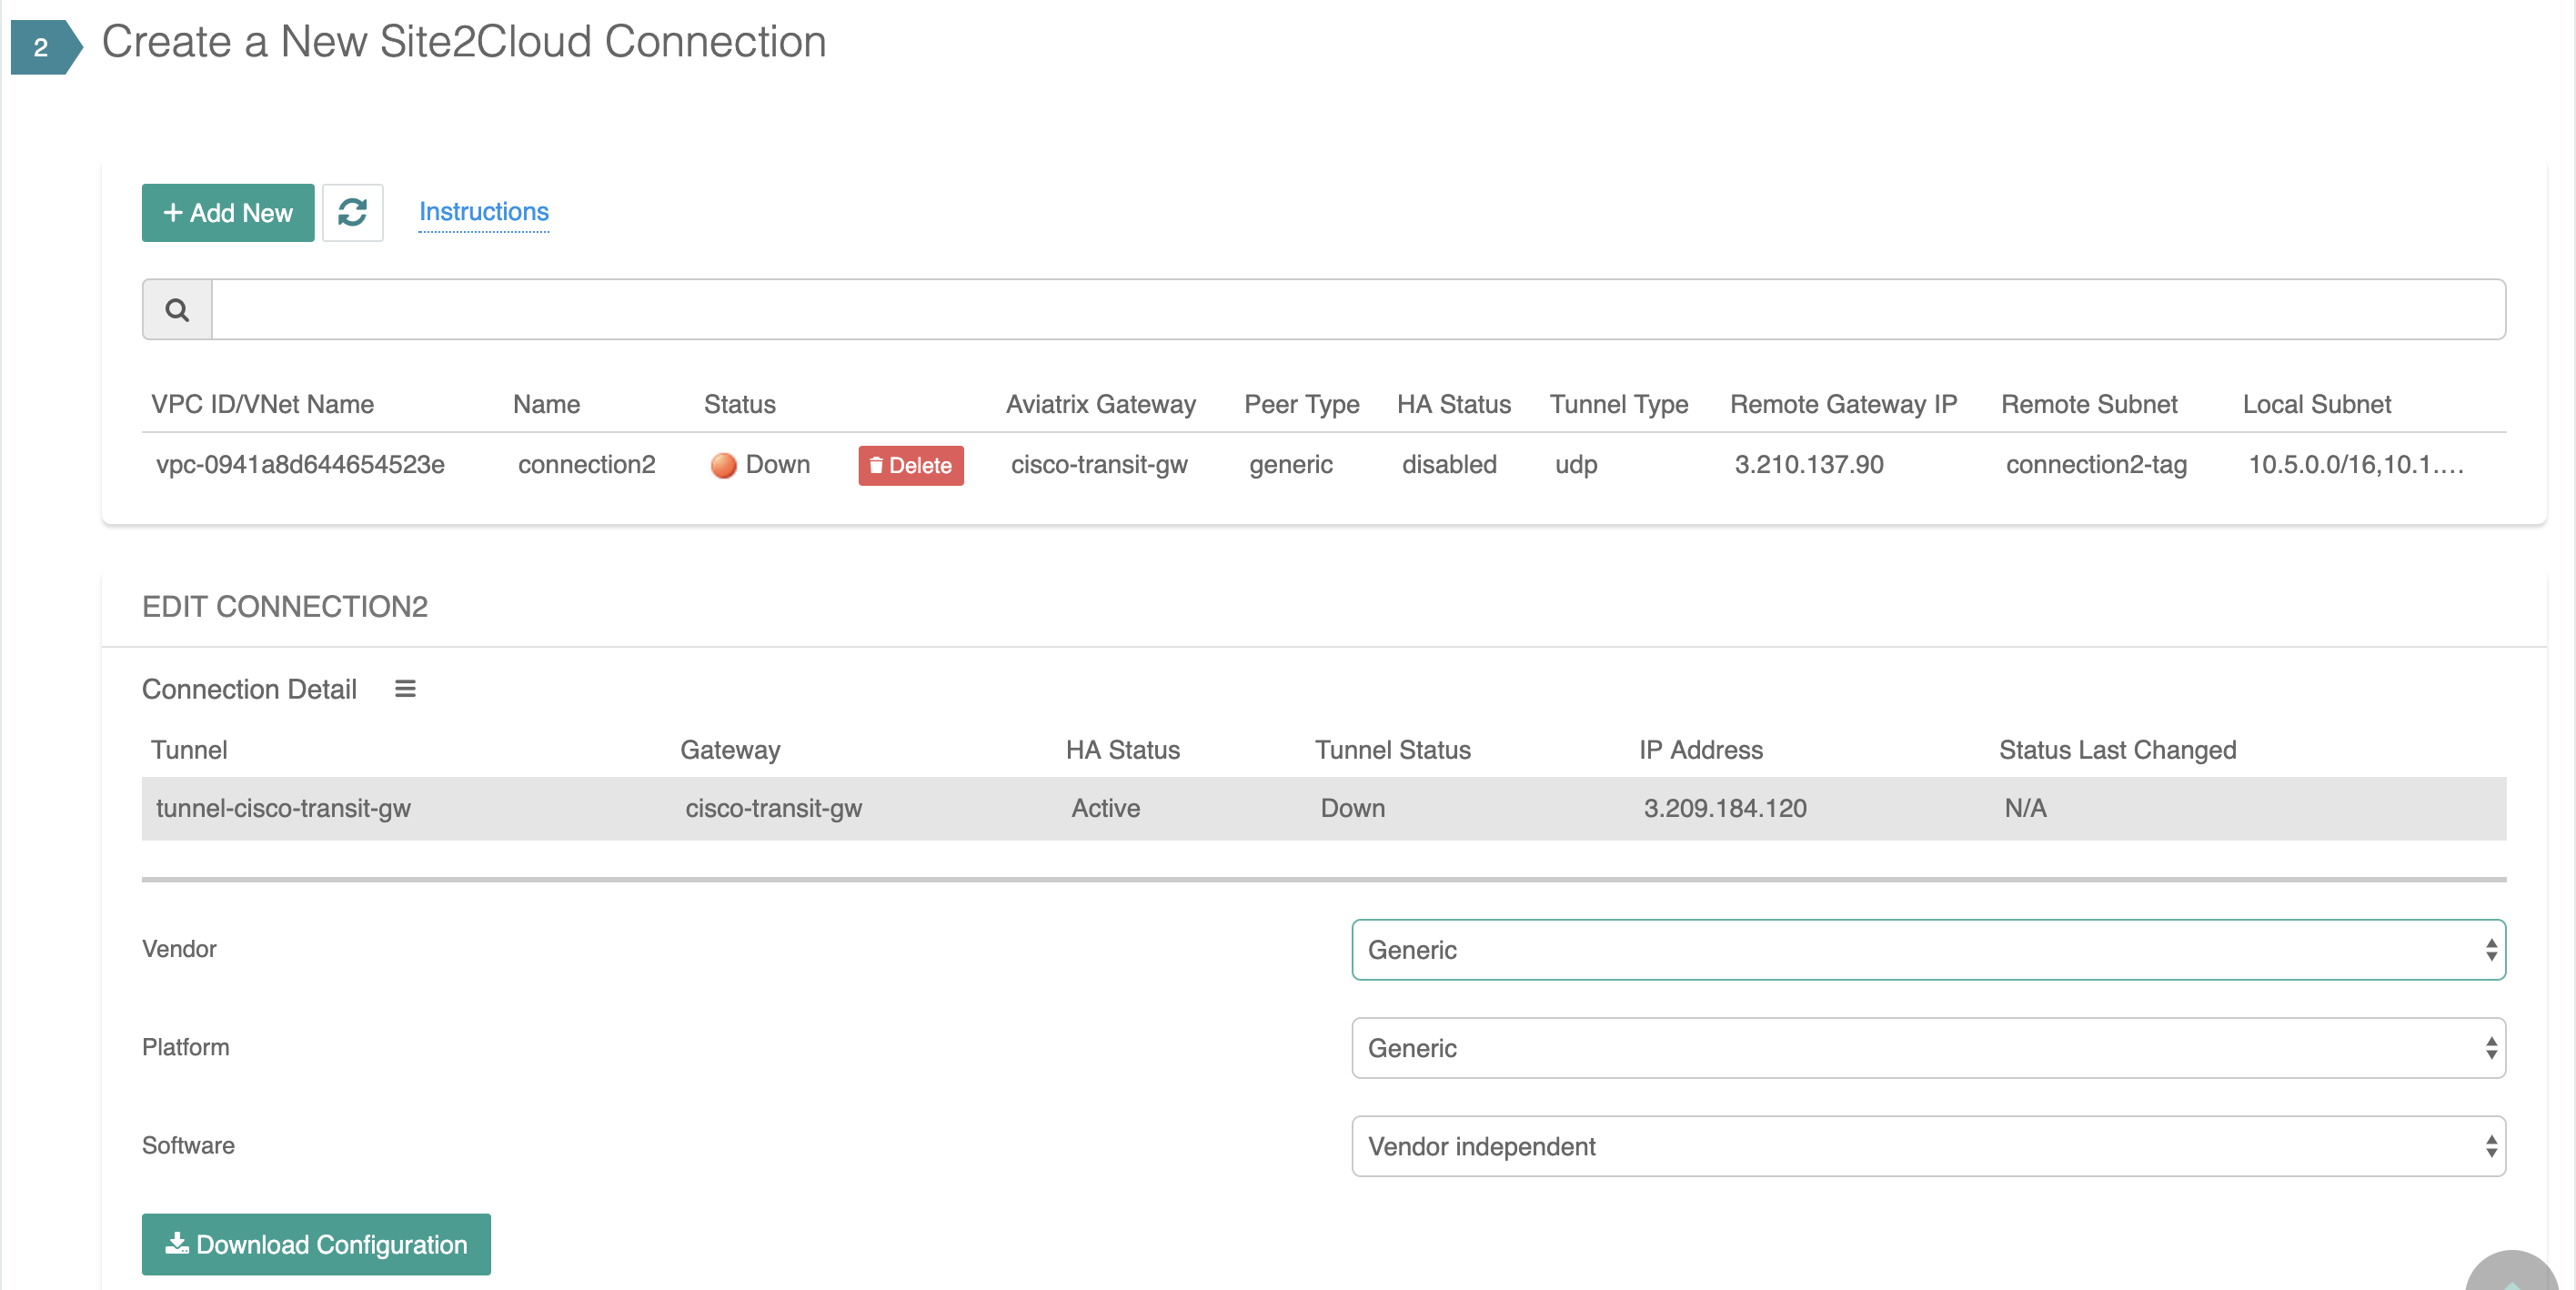 2
Create a New Site2Cloud Connection
+ Add New
Instructions
VPC ID/VNet Name Name Status Aviatrix Gateway Peer Type HA Status Tunnel Type Remote Gateway IP Remote Subnet Local Subnet
vpc-0941a8d644654523e connection2 Down Delete cisco-transit-gw generic disabled udp 3.210.137.90 connection2-tag 10.5.0.0/16,10.1....
EDIT CONNECTION2
Connection Detail
Tunnel Gateway HA Status Tunnel Status IP Address Status Last Changed
tunnel-cisco-transit-gw cisco-transit-gw Active Down 3.209.184.120 N/A
Vendor Generic
Platform Generic
Software Vendor independent
Download Configuration